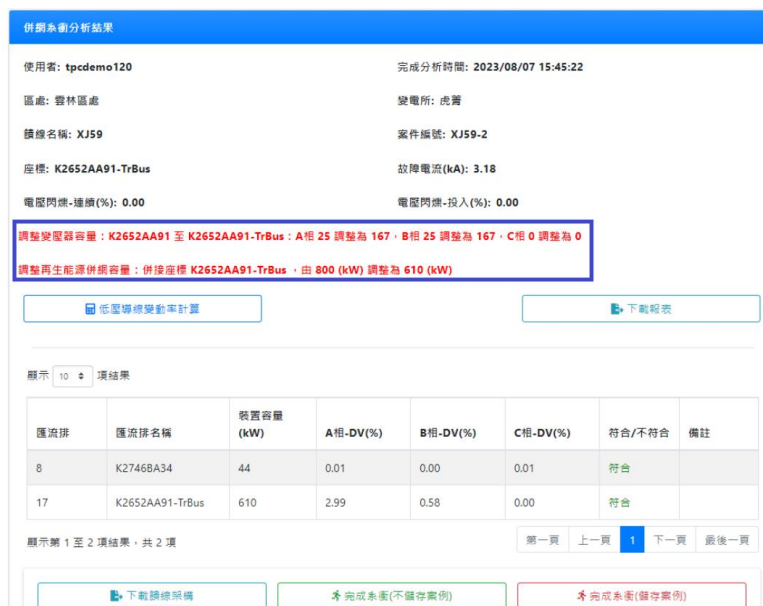 併網系衝分析結果
使用者: tpcdemo120
完成分析時間: 2023/08/07 15:45:22
區處: 雲林區處
變電所: 虎菁
饋線名稱: XJ59
案件編號: XJ59-2
座標: K2652AA91-TrBus
故障電流(kA): 3.18
電壓閃爍-連續(%): 0.00
電壓閃爍-投入(%): 0.00
調整變壓器容量：K2652AA91 至 K2652AA91-TrBus：A相 25 調整為 167，B相 25 調整為 167，C相 0 調整為 0
調整再生能源併網容量：併接座標 K2652AA91-TrBus ，由 800 (kW) 調整為 610 (kW)
低壓導線變動率計算
下載報表
顯示 10 項結果
匯流排 匯流排名稱 裝置容量(kW) A相-DV(%) B相-DV(%) C相-DV(%) 符合/不符合 備註
8 K2746BA34 44 0.01 0.00 0.01 符合
17 K2652AA91-TrBus 610 2.99 0.58 0.00 符合
顯示第 1 至 2 項結果，共 2 項
第一頁 上一頁 1 下一頁 最後一頁
下載饋線架構
完成系衝(不儲存案例)
完成系衝(儲存案例)